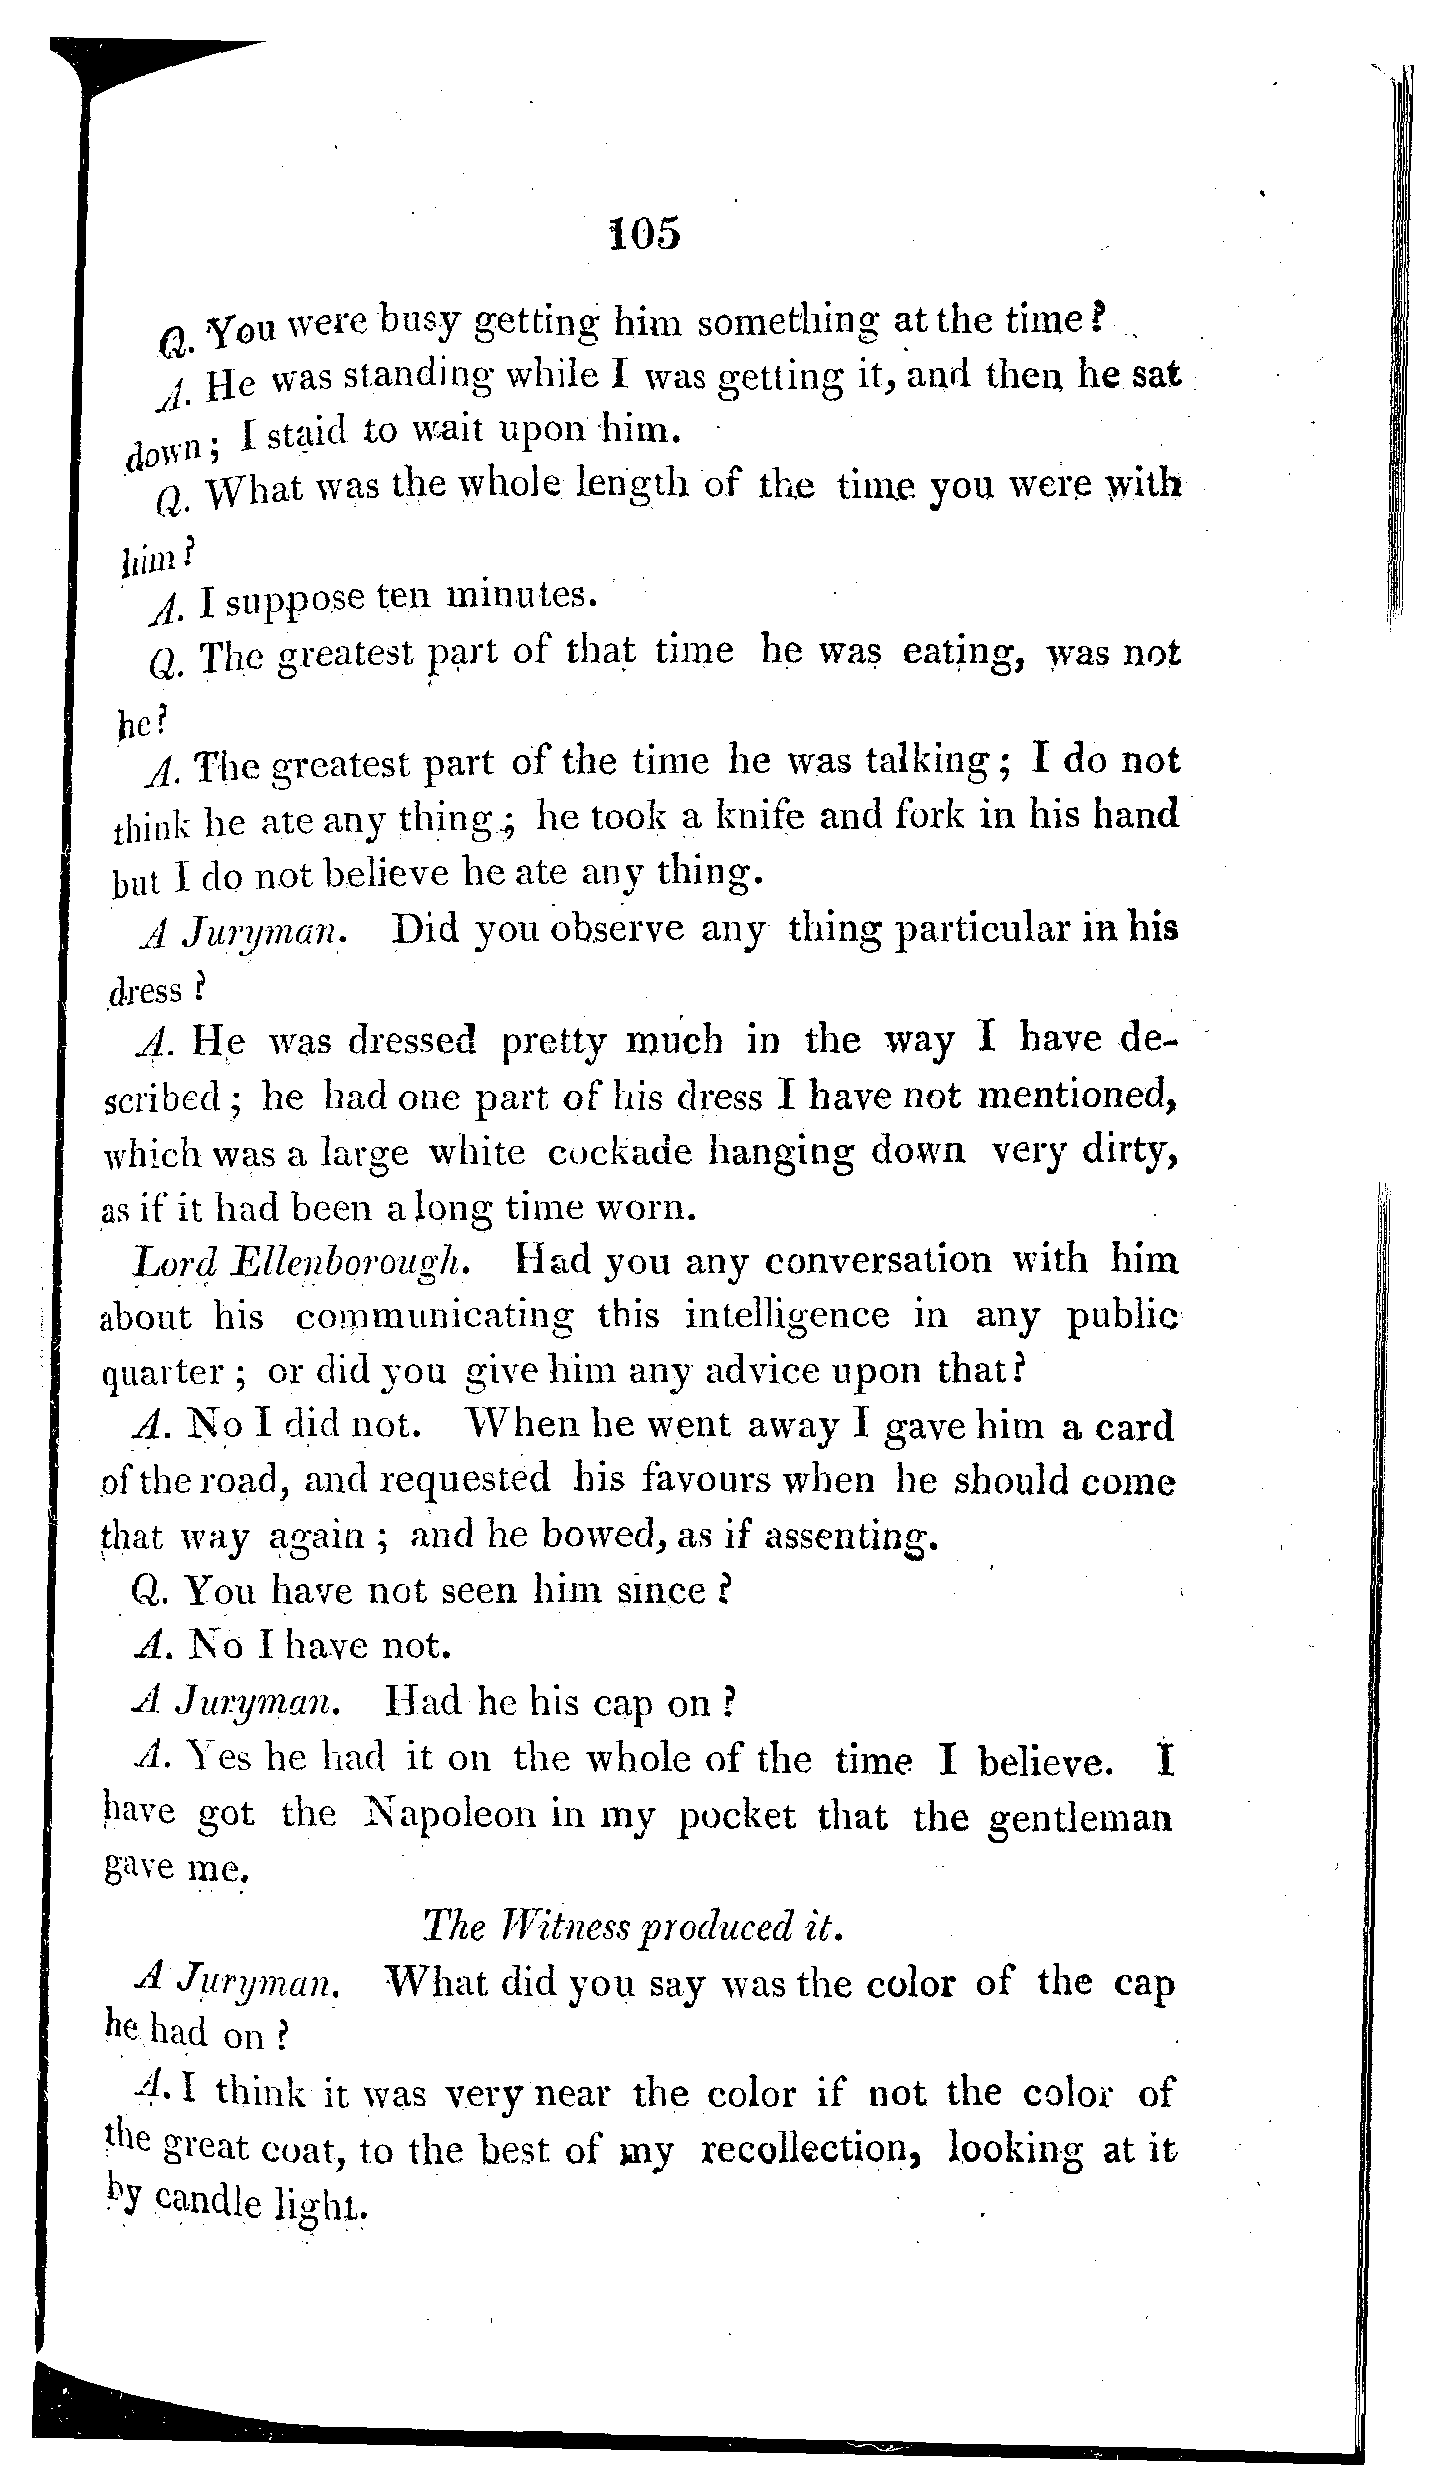 105
Q. You were busy getting him something at the time?
A. He was standing while I was getting it, and then he sat
down; I staid to wait upon him.
Q. What was the whole length of the time you were with
him?
A. I suppose ten minutes.
Q. The greatest part of that time he was eating, was not
he?
A. The greatest part of the time he was talking; I do not
think he ate any thing; he took a knife and fork in his hand
but I do not believe he ate any thing.
A Juryman. Did you observe any thing particular in his
dress?
A. He was dressed pretty much in the way I have de-
scribed; he had one part of his dress I have not mentioned,
which was a large white cockade hanging down very dirty,
as if it had been a long time worn.
Lord Ellenborough. Had you any conversation with him
about his communicating this intelligence in any public
quarter; or did you give him any advice upon that?
A. No I did not. When he went away I gave him a card
of the road, and requested his favours when he should come
that way again; and he bowed, as if assenting.
Q. You have not seen him since?
A. No I have not.
A Juryman. Had he his cap on?
A. Yes he had it on the whole of the time I believe. I
have got the Napoleon in my pocket that the gentleman
gave me.
The Witness produced it.
A Juryman. What did you say was the color of the cap
he had on?
A. I think it was very near the color if not the color of
the great coat, to the best of my recollection, looking at it
by candle light.